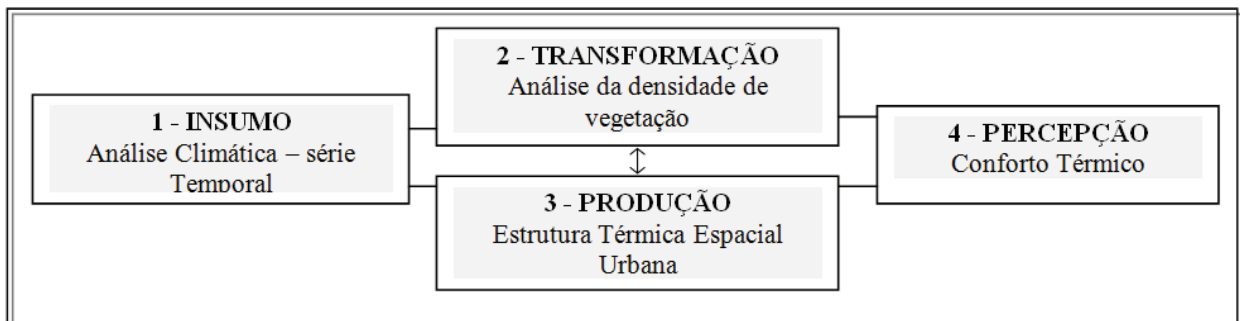 1 - INSUMO
Análise Climática – série
Temporal
2 - TRANSFORMAÇÃO
Análise da densidade de
vegetação
3 - PRODUÇÃO
Estrutura Térmica Espacial
Urbana
4 - PERCEPÇÃO
Conforto Térmico